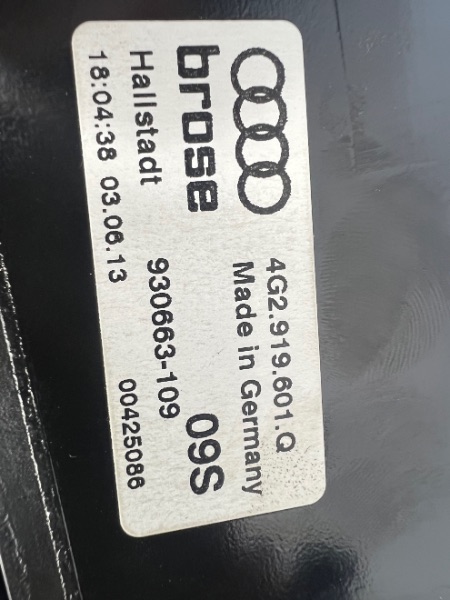 4G2.919.601.Q
Made in Germany
brose 09S
Hallstadt 930663-109
18:04:38 03.06.13 00425086